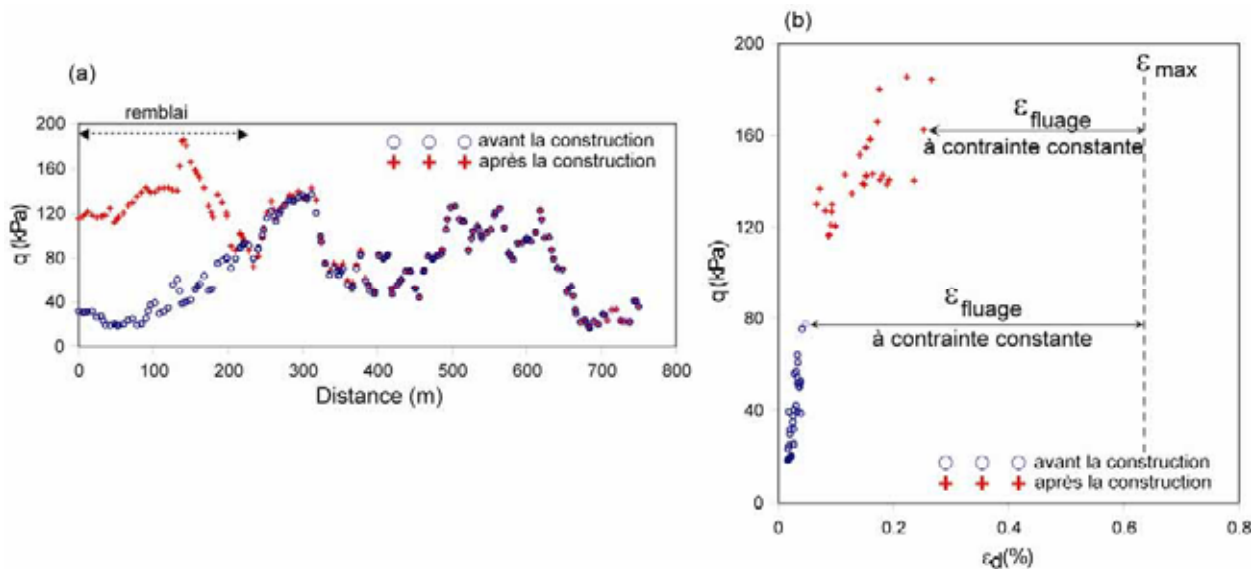 (a)
remblai
200
160
120
80
40
0
q (kPa)
avant la construction
après la construction
0 100 200 300 400 500 600 700 800
Distance (m)
(b)
200
160
120
80
40
0
q (kPa)
ε max
ε fluage
à contrainte constante
ε fluage
à contrainte constante
avant la construction
après la construction
0 0.2 0.4 0.6 0.8
εd(%)